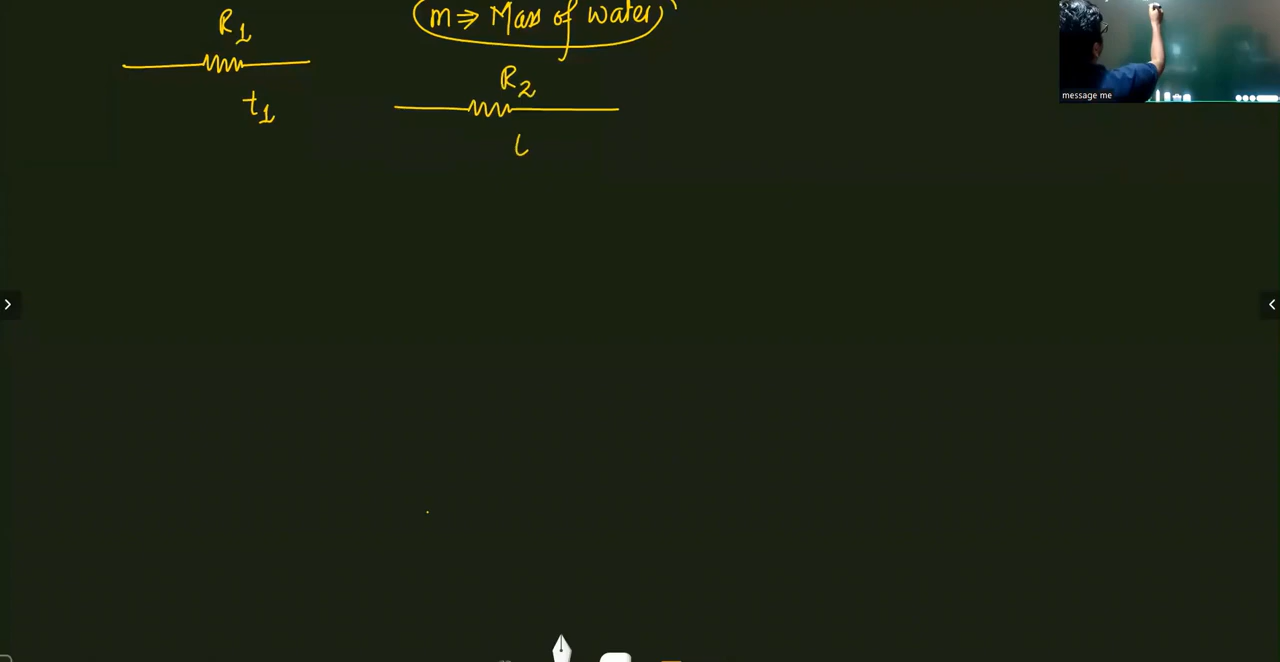 R1
(m ⇒ Mass of water)
R2
t1
message me